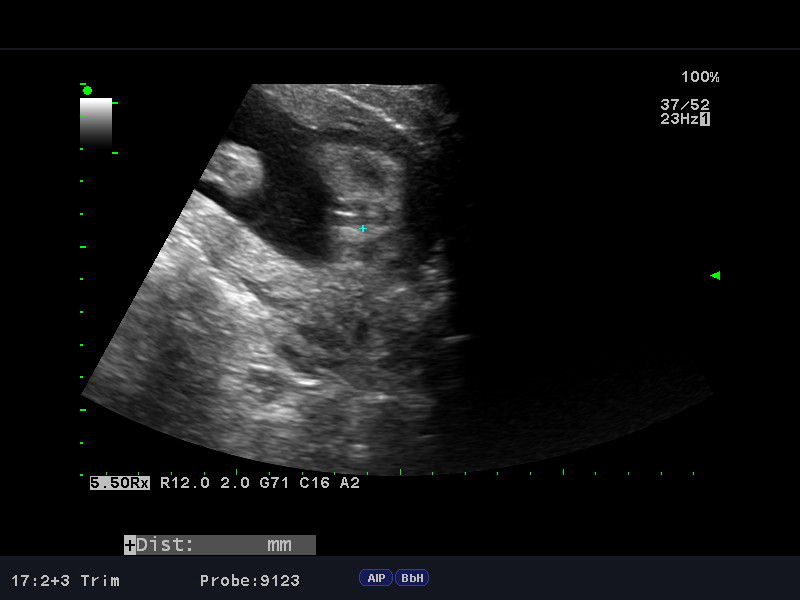 100%
37/52
23Hz1
5.50Rx R12.0 2.0 G71 C16 A2
+Dist: mm
17:2+3 Trim Probe:9123 AIP BbH